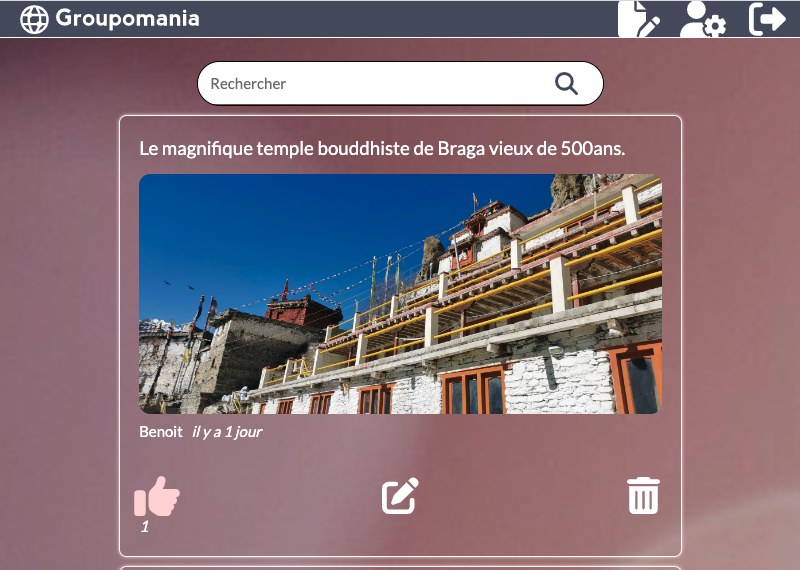 Groupomania
Rechercher
Le magnifique temple bouddhiste de Braga vieux de 500ans.
Benoit il y a 1 jour
1